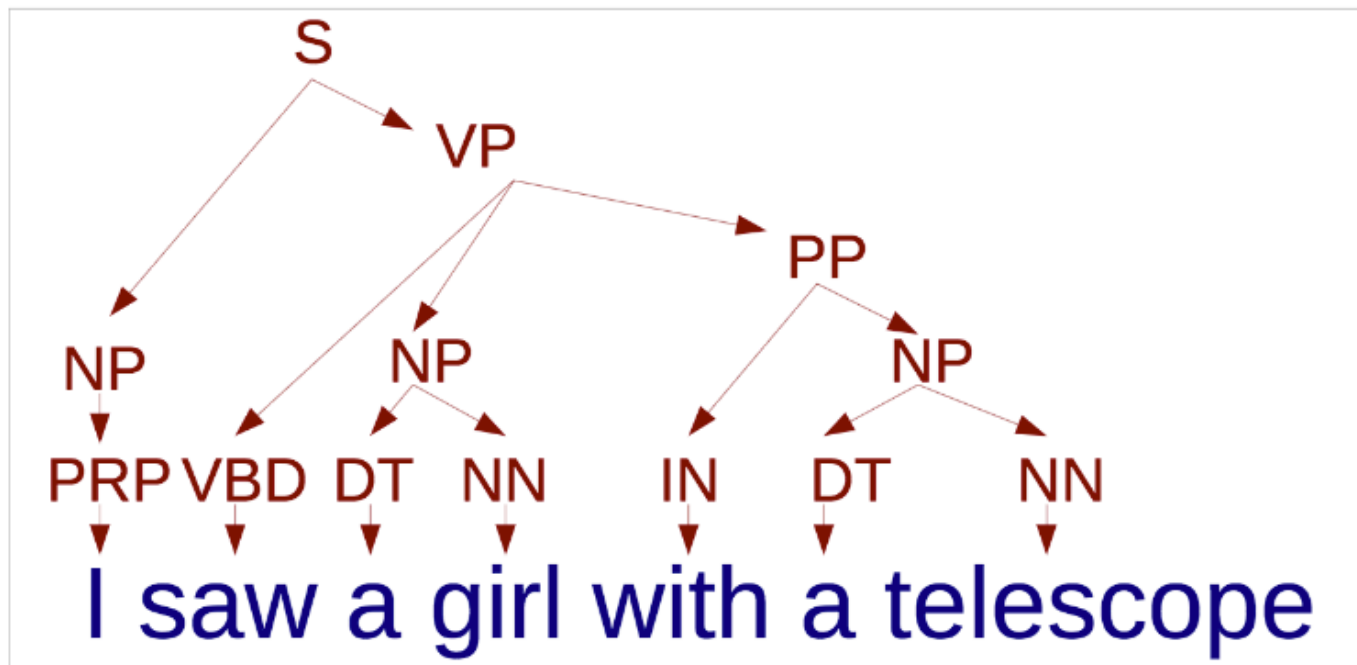 S
VP
PP
NP NP NP
PRP VBD DT NN IN DT NN
I saw a girl with a telescope